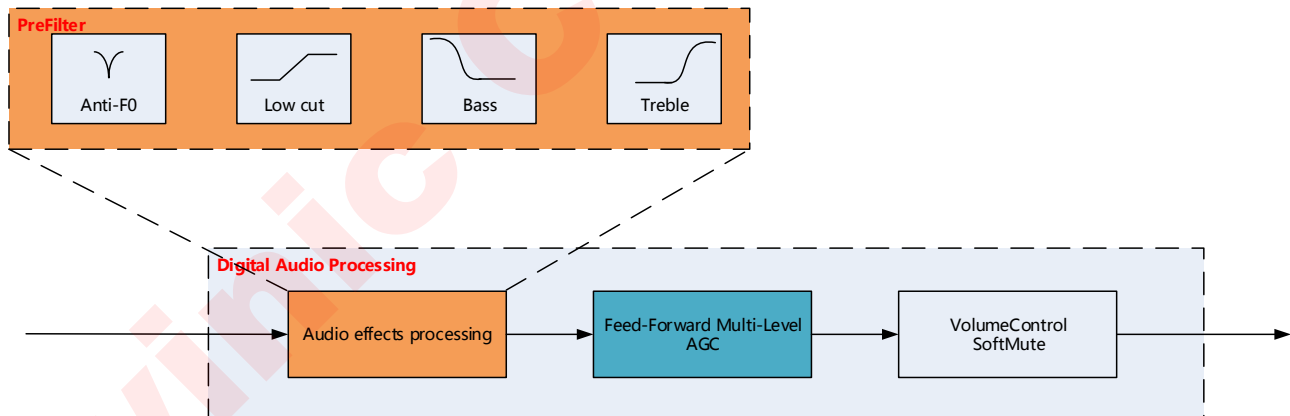 PreFilter
Anti-F0
Low cut
Bass
Treble
Digital Audio Processing
Audio effects processing
Feed-Forward Multi-Level
AGC
VolumeControl
SoftMute
vinic